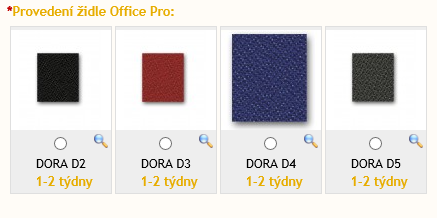 *Provedení židle Office Pro:
DORA D2 DORA D3 DORA D4 DORA D5
1-2 týdny 1-2 týdny 1-2 týdny 1-2 týdny